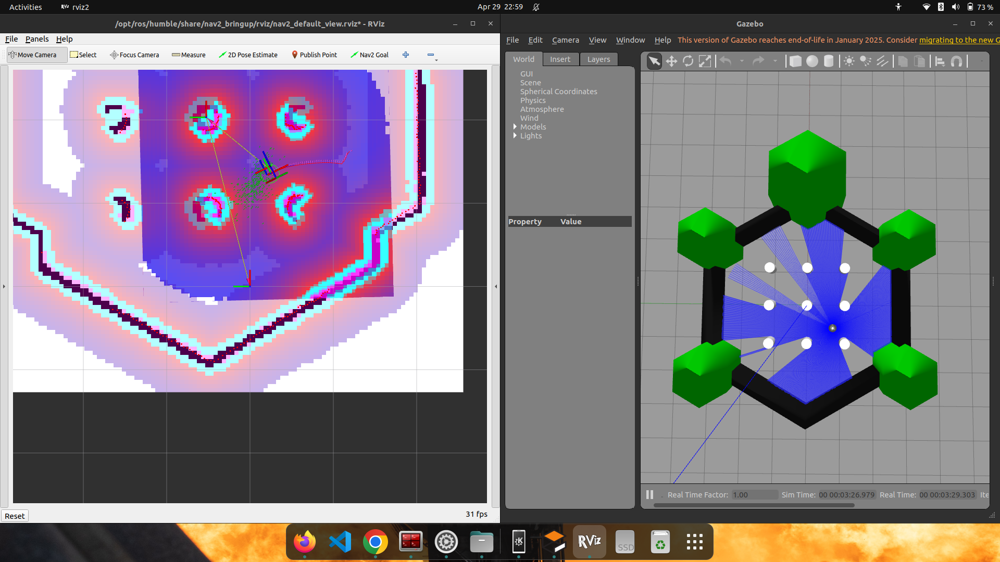 Activities
rviz2
Apr 29 22:59
73 %
/opt/ros/humble/share/nav2_bringup/rviz/nav2_default_view.rviz* - RViz
File Panels Help
Move Camera Select Focus Camera Measure 2D Pose Estimate Publish Point Nav2 Goal
Reset
31 fps
Gazebo
File Edit Camera View Window Help This version of Gazebo reaches end-of-life in January 2025. Consider migrating to the new G
World Insert Layers
GUI
Scene
Spherical Coordinates
Physics
Atmosphere
Wind
Models
Lights
Property Value
Real Time Factor: 1.00 Sim Time: 00 00:03:26.979 Real Time: 00 00:03:29.303 Ite
RViz
SSD